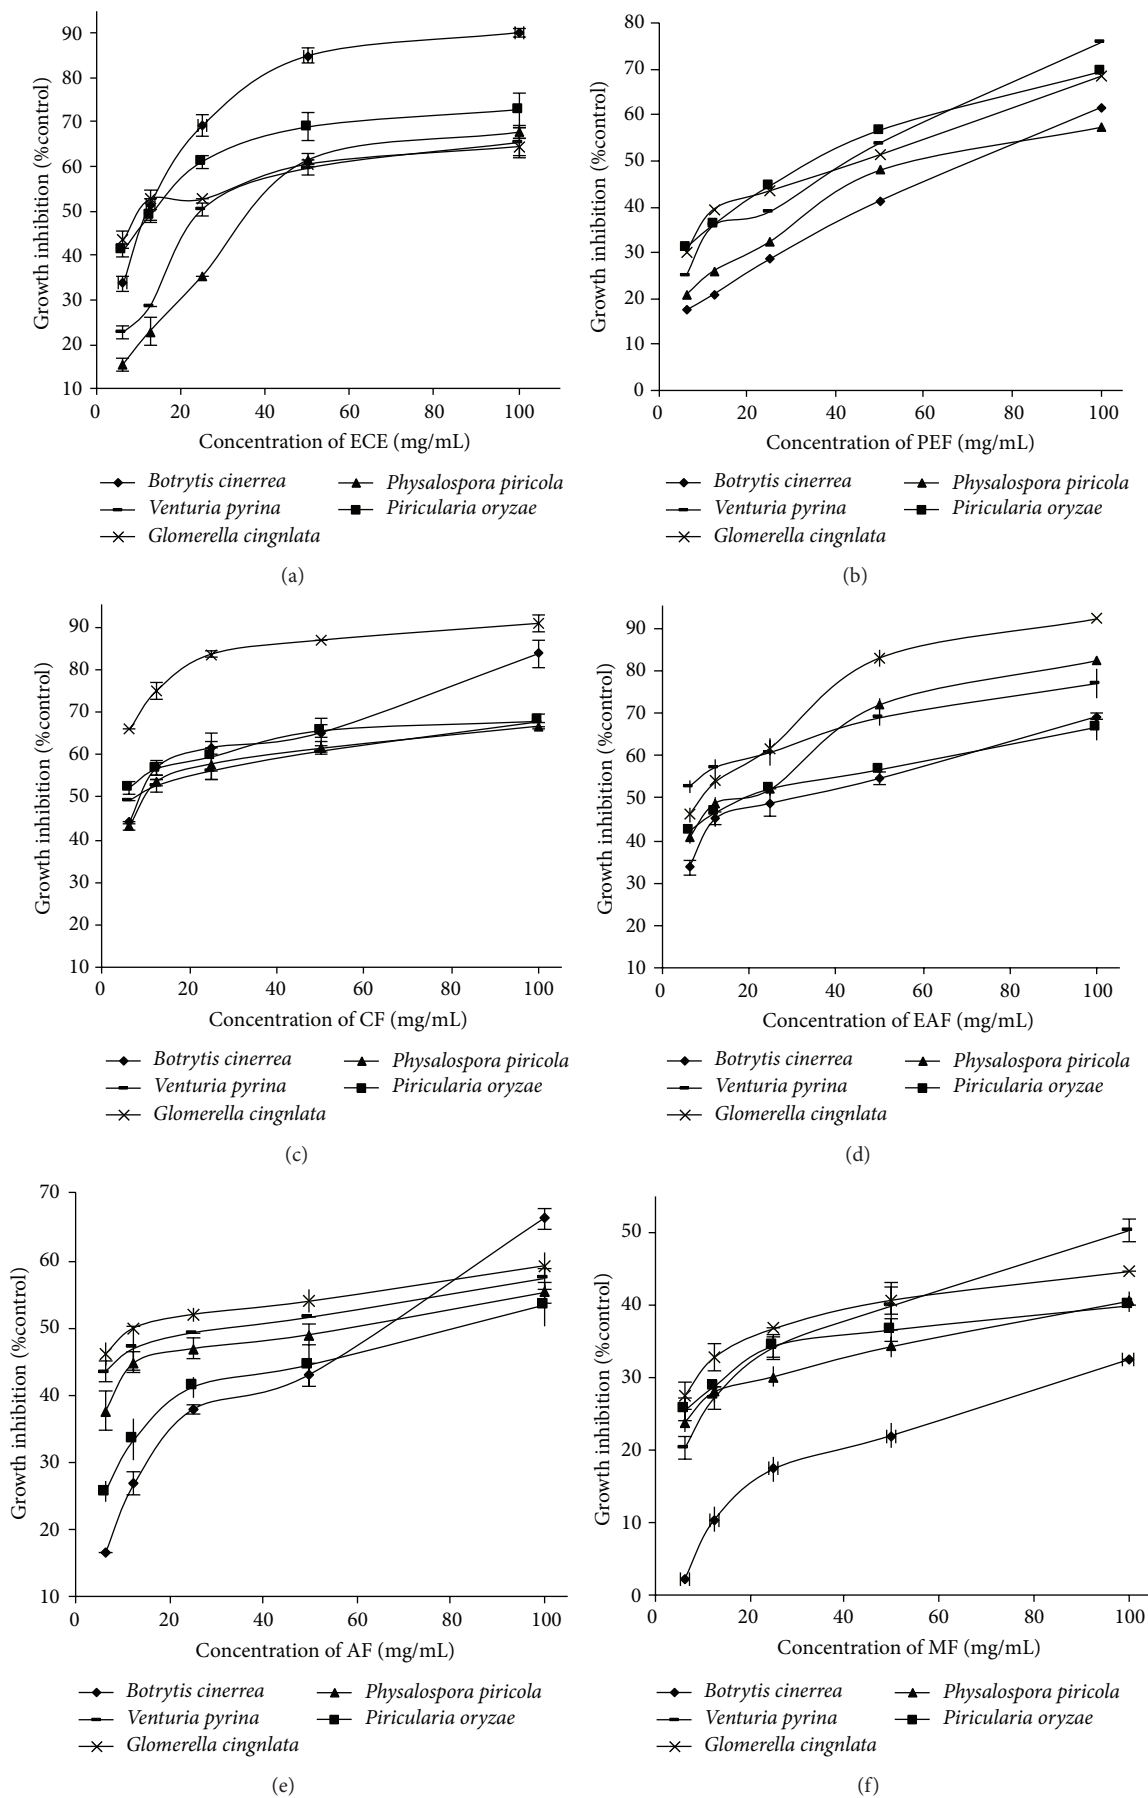 90
80
70
60
50
40
30
20
10
Growth inhibition (%control)
0 20 40 60 80 100
Concentration of ECE (mg/mL)
Botrytis cinerrea
Venturia pyrina
Glomerella cingnlata
Physalospora piricola
Piricularia oryzae
(a)
80
70
60
50
40
30
20
10
0
Growth inhibition (%control)
0 20 40 60 80 100
Concentration of PEF (mg/mL)
Botrytis cinerrea
Venturia pyrina
Glomerella cingnlata
Physalospora piricola
Piricularia oryzae
(b)
90
80
70
60
50
40
30
20
10
Growth inhibition (%control)
0 20 40 60 80 100
Concentration of CF (mg/mL)
Botrytis cinerrea
Venturia pyrina
Glomerella cingnlata
Physalospora piricola
Piricularia oryzae
(c)
90
80
70
60
50
40
30
20
10
Growth inhibition (%control)
0 20 40 60 80 100
Concentration of EAF (mg/mL)
Botrytis cinerrea
Venturia pyrina
Glomerella cingnlata
Physalospora piricola
Piricularia oryzae
(d)
70
60
50
40
30
20
10
Growth inhibition (%control)
0 20 40 60 80 100
Concentration of AF (mg/mL)
Botrytis cinerrea
Venturia pyrina
Glomerella cingnlata
Physalospora piricola
Piricularia oryzae
(e)
50
40
30
20
10
0
Growth inhibition (%control)
0 20 40 60 80 100
Concentration of MF (mg/mL)
Botrytis cinerrea
Venturia pyrina
Glomerella cingnlata
Physalospora piricola
Piricularia oryzae
(f)